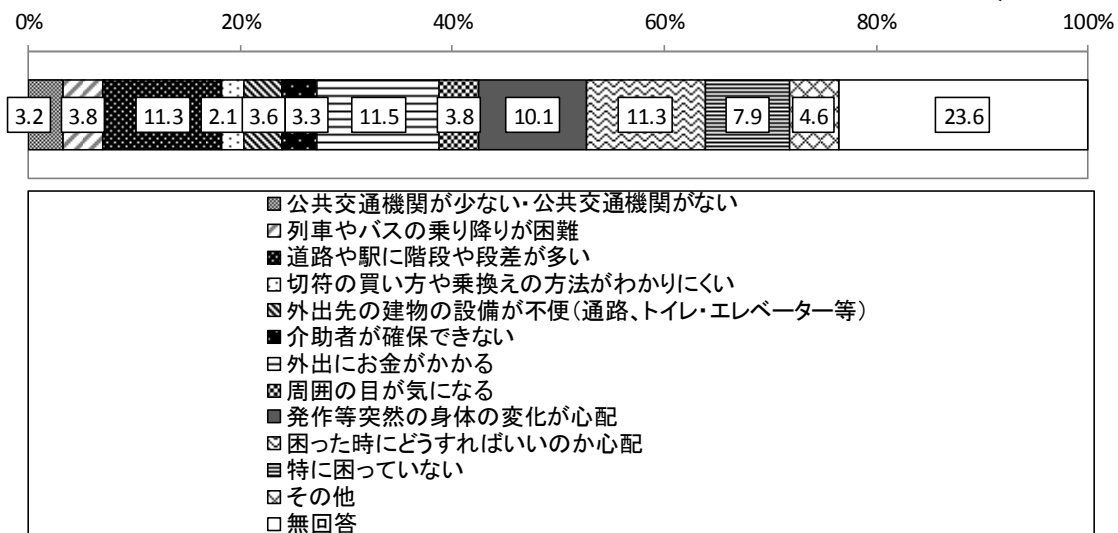 0% 20% 40% 60% 80% 100%
3.2 3.8 11.3 2.1 3.6 3.3 11.5 3.8 10.1 11.3 7.9 4.6 23.6
公共交通機関が少ない・公共交通機関がない
列車やバスの乗り降りが困難
道路や駅に階段や段差が多い
切符の買い方や乗換えの方法がわかりにくい
外出先の建物の設備が不便(通路、トイレ・エレベーター等)
介助者が確保できない
外出にお金がかかる
周囲の目が気になる
発作等突然の身体の変化が心配
困った時にどうすればいいのか心配
特に困っていない
その他
無回答